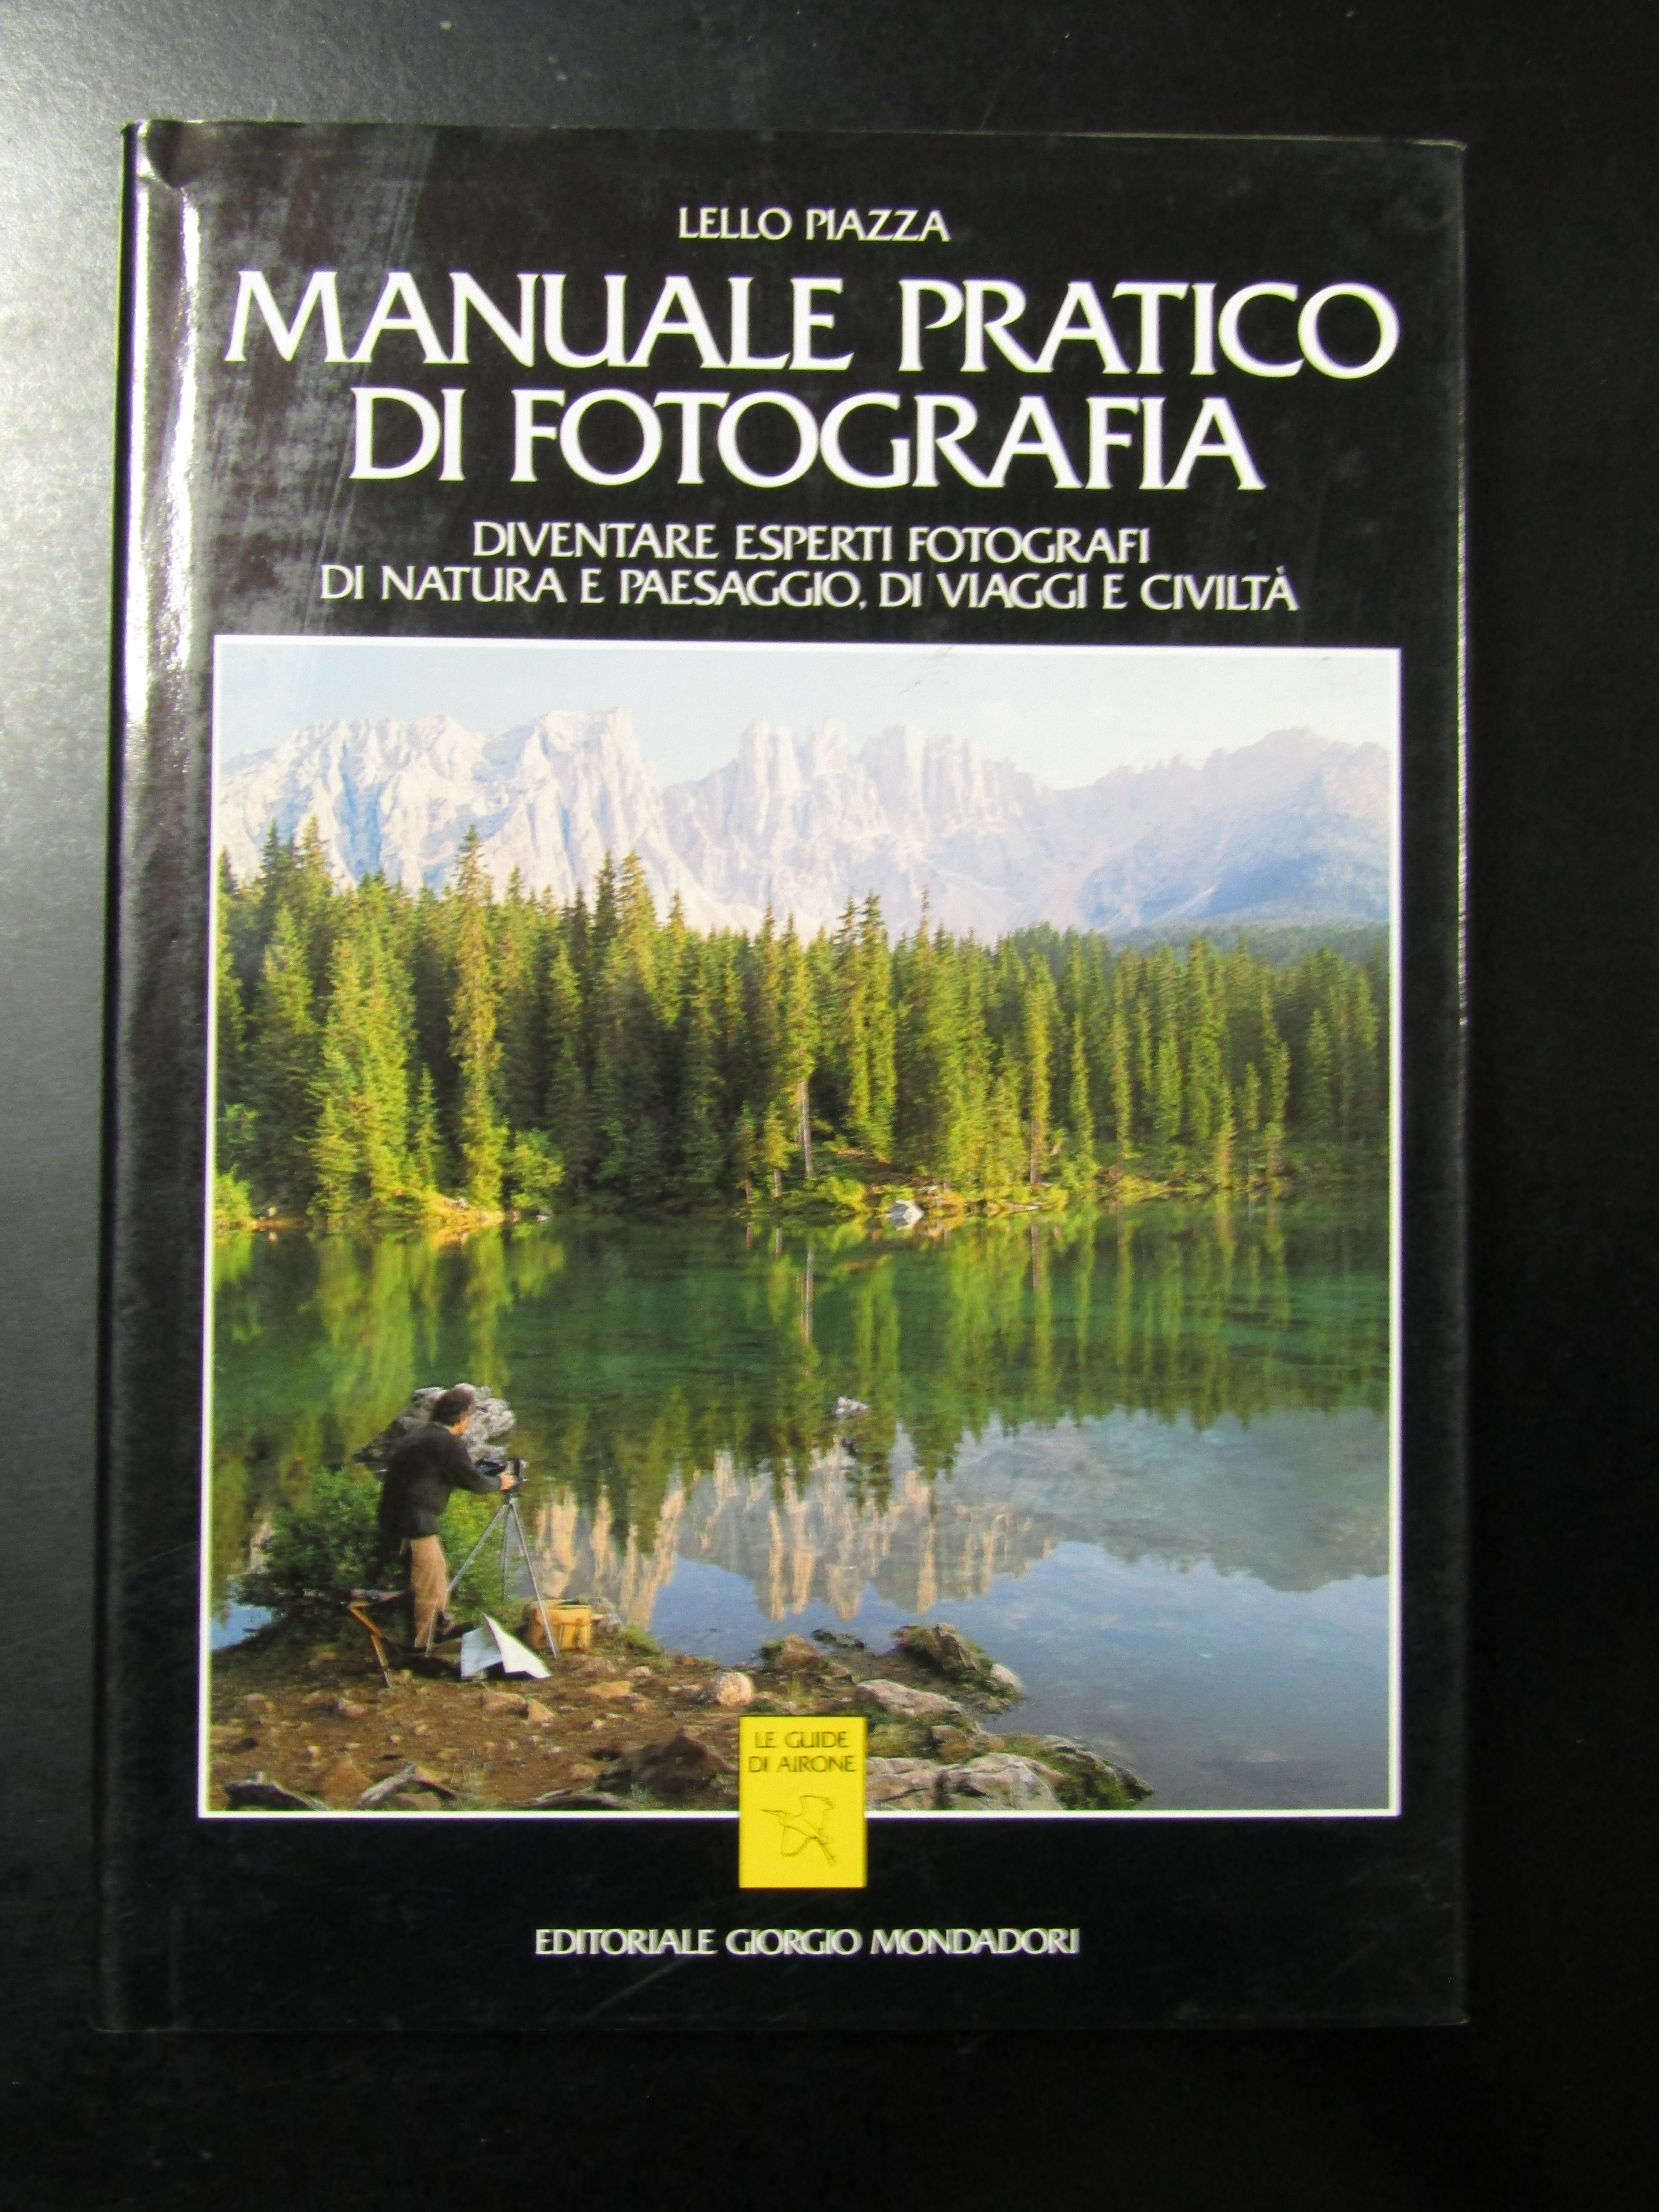 LELLO PIAZZA
MANUALE PRATICO
DI FOTOGRAFIA
DIVENTARE ESPERTI FOTOGRAFI
DI NATURA E PAESAGGIO, DI VIAGGI E CIVILTÀ
LE GUIDE
DI AIRONE
EDITORIALE GIORGIO MONDADORI